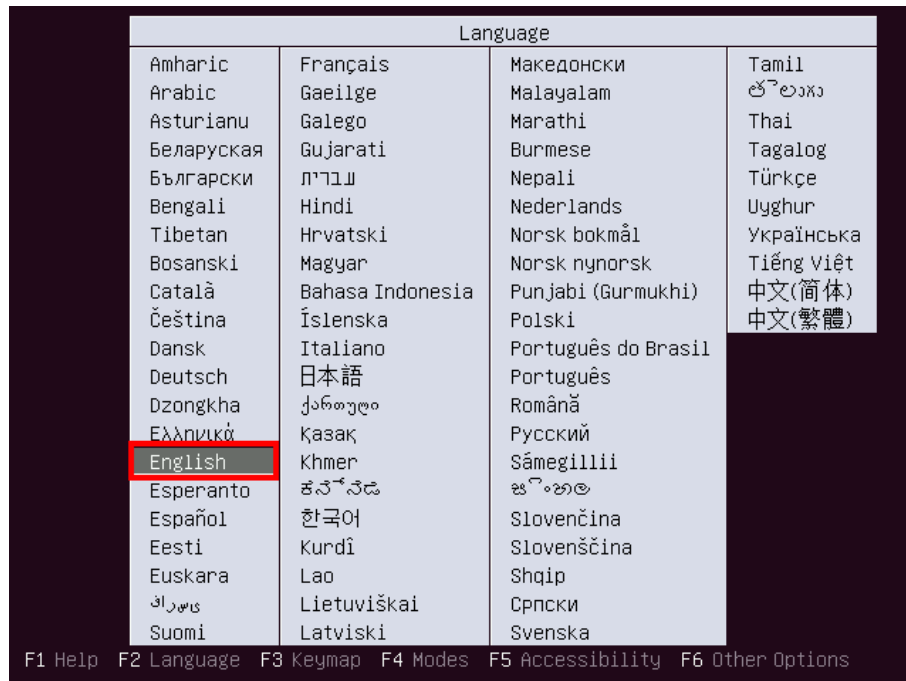 Language
Amharic
Arabic
Asturianu
Беларуская
Български
Bengali
Tibetan
Bosanski
Català
Čeština
Dansk
Deutsch
Dzongkha
Ελληνικά
English
Esperanto
Español
Eesti
Euskara
Suomi
Français
Gaeilge
Galego
Gujarati
עברית
Hindi
Hrvatski
Magyar
Bahasa Indonesia
Íslenska
Italiano
日本語
ქართული
Қазақ
Khmer
한국어
Kurdî
Lao
Lietuviškai
Latviski
Македонски
Malayalam
Marathi
Burmese
Nepali
Nederlands
Norsk bokmål
Norsk nynorsk
Punjabi (Gurmukhi)
Polski
Português do Brasil
Português
Română
Русский
Sámegillii
Slovenčina
Slovenščina
Shqip
Српски
Svenska
Tamil
Thai
Tagalog
Türkçe
Uyghur
Українська
Tiếng Việt
中文(简体)
中文(繁體)
F1 Help F2 Language F3 Keymap F4 Modes F5 Accessibility F6 Other Options